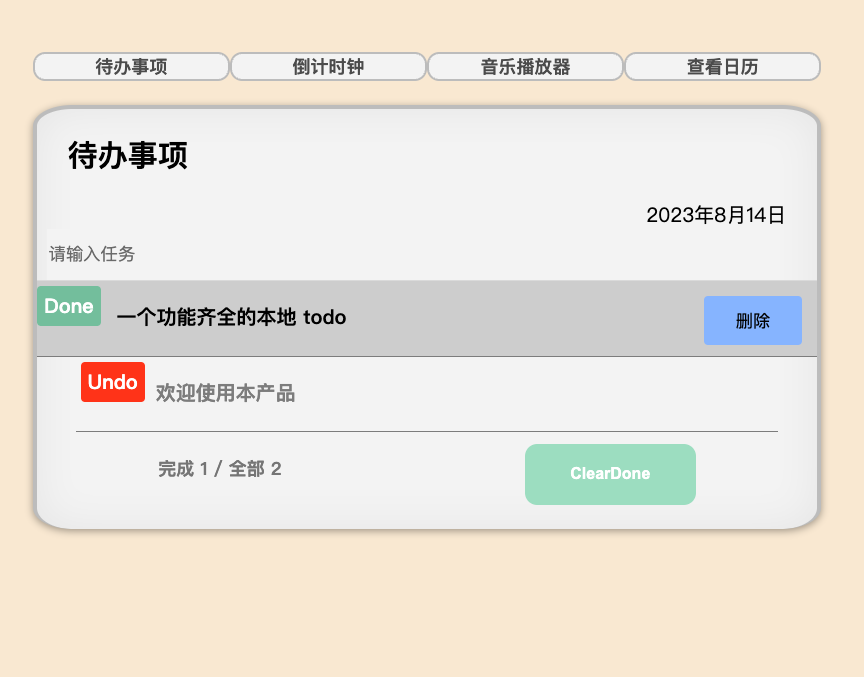 待办事项 倒计时钟 音乐播放器 查看日历
待办事项
2023年8月14日
请输入任务
Done 一个功能齐全的本地 todo 删除
Undo 欢迎使用本产品
完成 1 / 全部 2 ClearDone